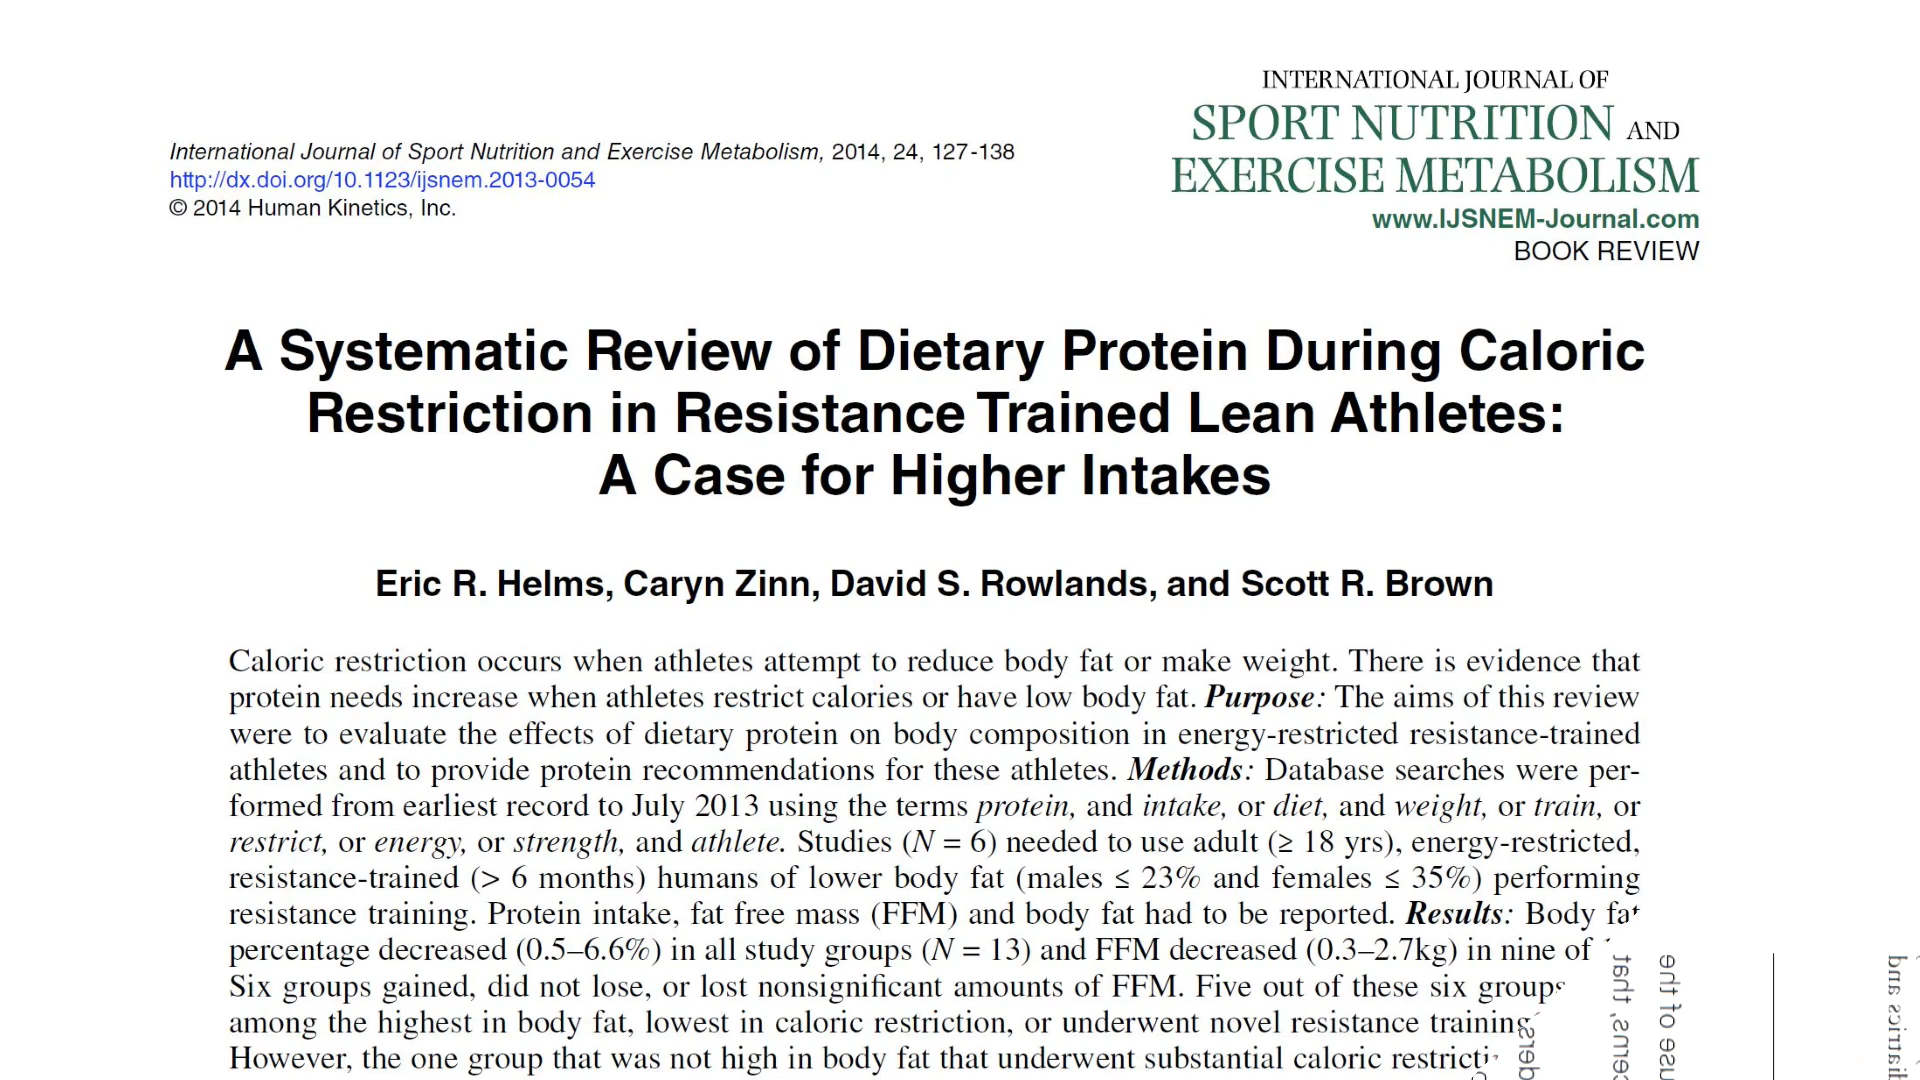 INTERNATIONAL JOURNAL OF
SPORT NUTRITION AND
EXERCISE METABOLISM
www.IJSNEM-Journal.com
BOOK REVIEW
International Journal of Sport Nutrition and Exercise Metabolism, 2014, 24, 127-138
http://dx.doi.org/10.1123/ijsnem.2013-0054
© 2014 Human Kinetics, Inc.
A Systematic Review of Dietary Protein During Caloric
Restriction in Resistance Trained Lean Athletes:
A Case for Higher Intakes
Eric R. Helms, Caryn Zinn, David S. Rowlands, and Scott R. Brown
Caloric restriction occurs when athletes attempt to reduce body fat or make weight. There is evidence that
protein needs increase when athletes restrict calories or have low body fat. Purpose: The aims of this review
were to evaluate the effects of dietary protein on body composition in energy-restricted resistance-trained
athletes and to provide protein recommendations for these athletes. Methods: Database searches were per-
formed from earliest record to July 2013 using the terms protein, and intake, or diet, and weight, or train, or
restrict, or energy, or strength, and athlete. Studies (N = 6) needed to use adult (≥ 18 yrs), energy-restricted,
resistance-trained (> 6 months) humans of lower body fat (males ≤ 23% and females ≤ 35%) performing
resistance training. Protein intake, fat free mass (FFM) and body fat had to be reported. Results: Body fat
percentage decreased (0.5–6.6%) in all study groups (N = 13) and FFM decreased (0.3–2.7kg) in nine of
Six groups gained, did not lose, or lost nonsignificant amounts of FFM. Five out of these six groups
among the highest in body fat, lowest in caloric restriction, or underwent novel resistance training
However, the one group that was not high in body fat that underwent substantial caloric